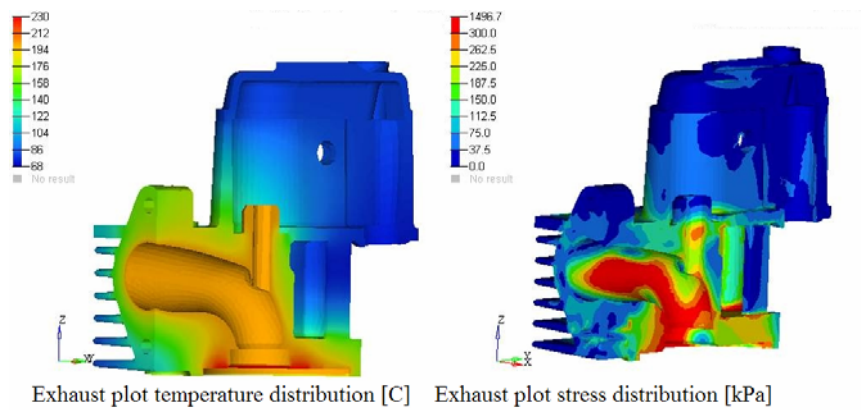 230
212
194
176
158
140
122
104
86
68
No result
Z
W
Exhaust plot temperature distribution [C]
1496.7
300.0
262.5
225.0
187.5
150.0
112.5
75.0
37.5
0.0
No result
Z
Y
X
Exhaust plot stress distribution [kPa]